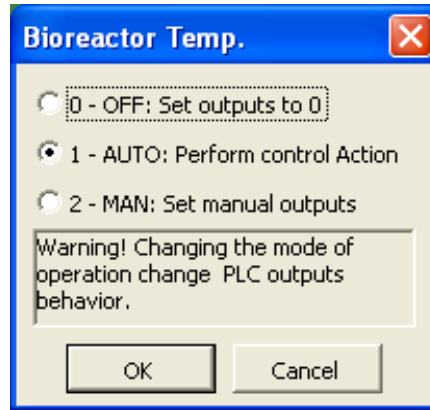 Bioreactor Temp.
0 - OFF: Set outputs to 0
1 - AUTO: Perform control Action
2 - MAN: Set manual outputs
Warning! Changing the mode of
operation change PLC outputs
behavior.
OK
Cancel